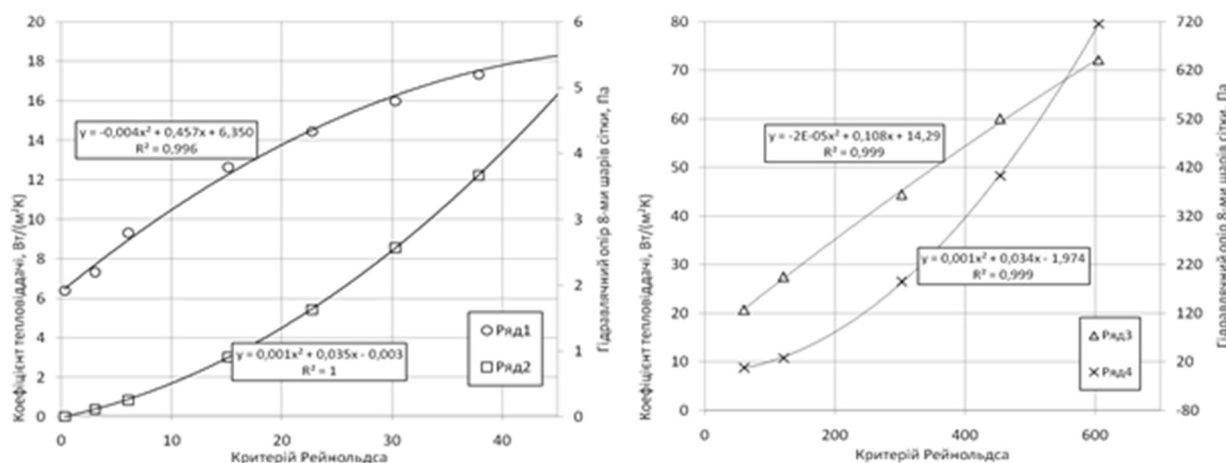 Коефіцієнт тепловіддачі, Вт/(м²К)
20
18
16
14
12
10
8
6
4
2
0
y = -0,004x² + 0,457x + 6,350
R² = 0,996
y = 0,001x² + 0,035x - 0,003
R² = 1
Ряд1
Ряд2
6
5
4
3
2
1
0
Гідравлячний опір 8-ми шарів сітки, Па
0 10 20 30 40
Критерій Рейнольдса
Коефіцієнт тепловіддачі, Вт/(м²К)
80
70
60
50
40
30
20
10
0
y = -2E-05x² + 0,108x + 14,29
R² = 0,999
y = 0,001x² + 0,034x - 1,974
R² = 0,999
Ряд3
Ряд4
720
620
520
420
320
220
120
20
-80
Гідравлячний опір 8-ми шарів сітки, Па
0 200 400 600
Критерій Рейнольдса